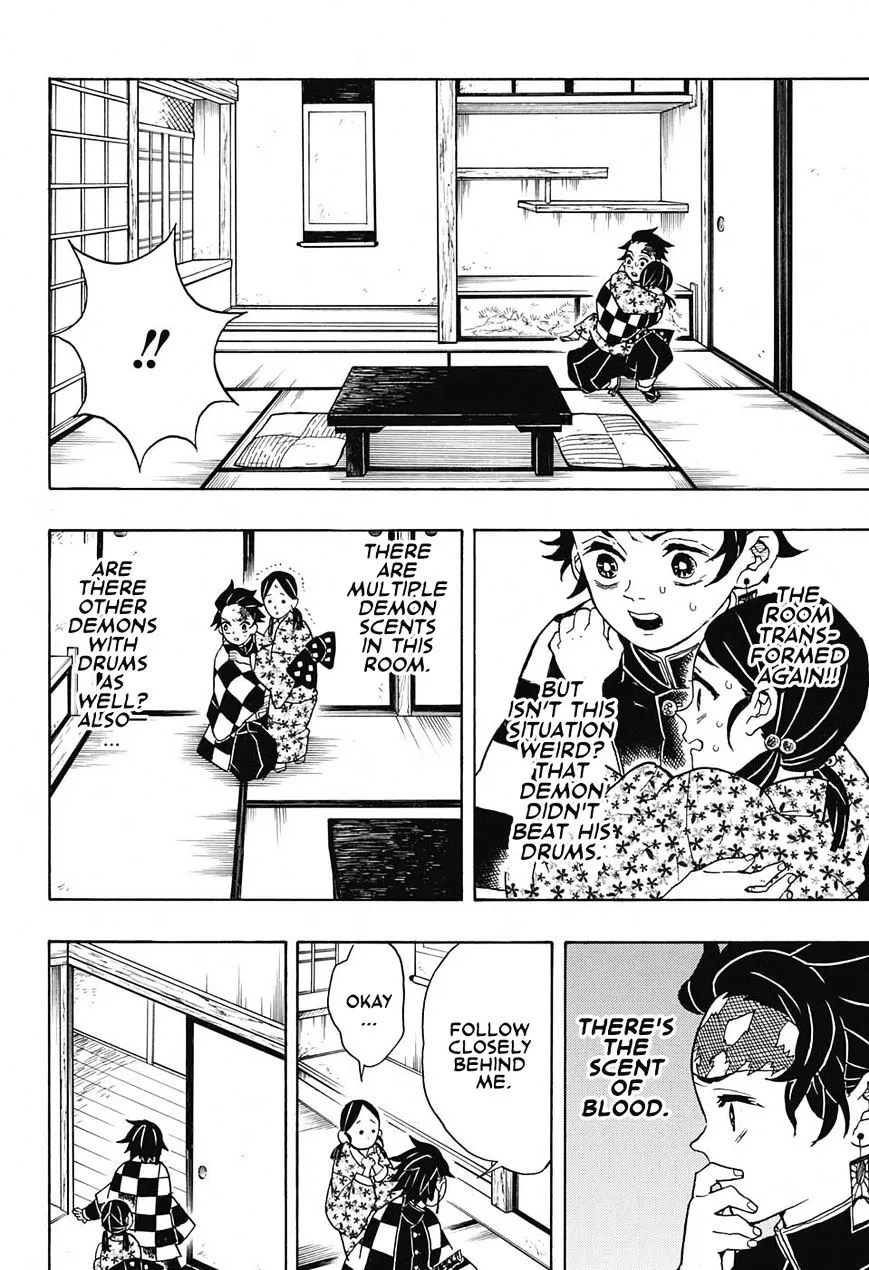 !!
THE
ROOM
TRANS-
FORMED
AGAIN!!
BUT
ISN'T THIS
SITUATION
WEIRD?
THAT
DEMON
DIDN'T
BEAT HIS
DRUMS.
THERE
ARE
MULTIPLE
DEMON
SCENTS
IN THIS
ROOM.
ARE
THERE
OTHER
DEMONS
WITH
DRUMS
AS
WELL?
ALSO—
...
THERE'S
THE
SCENT
OF
BLOOD.
FOLLOW
CLOSELY
BEHIND
ME.
OKAY
...